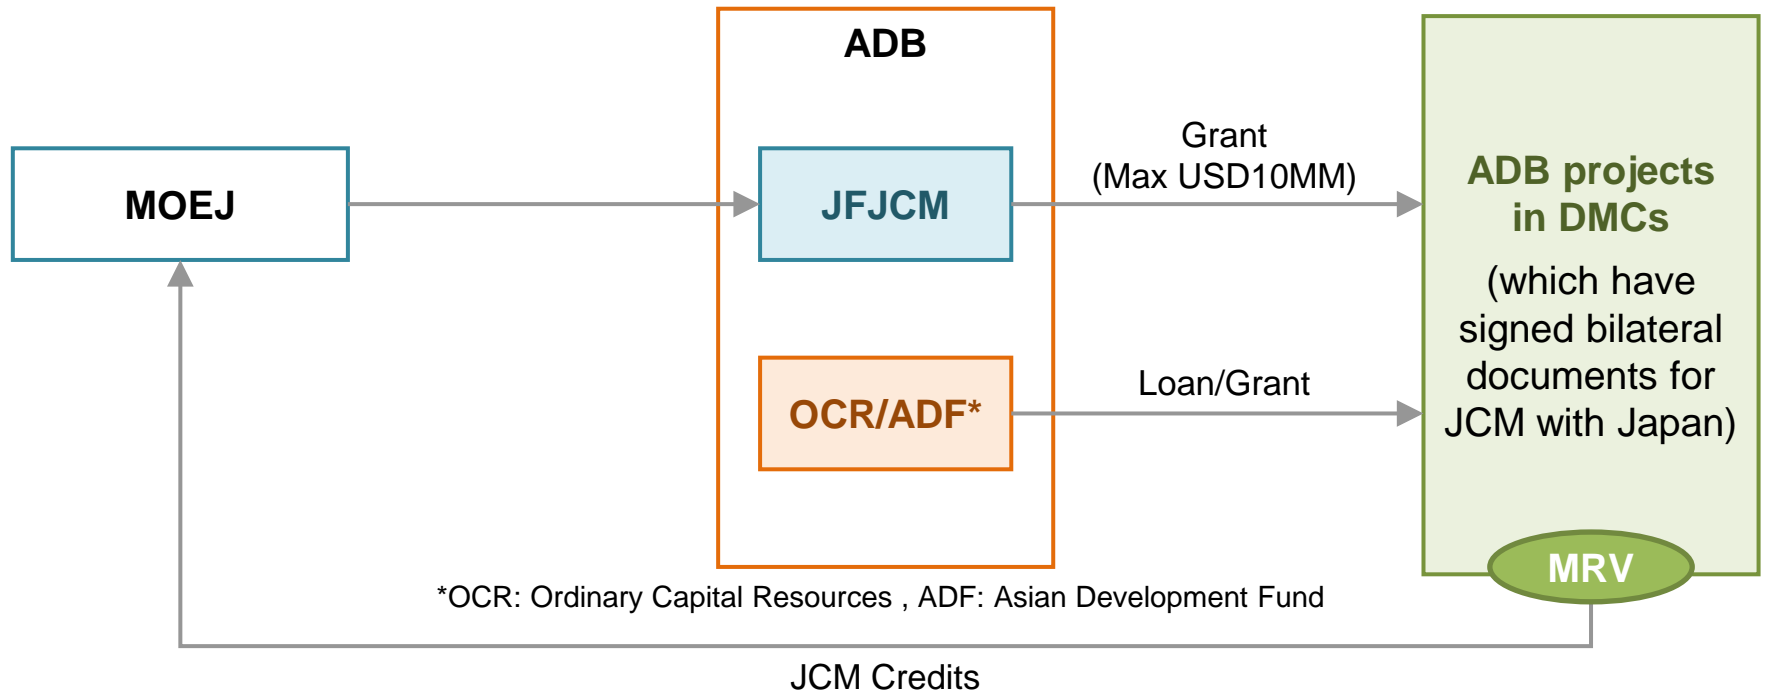 ADB
MOEJ
JFJCM
Grant
(Max USD10MM)
OCR/ADF*
Loan/Grant
ADB projects
in DMCs
(which have
signed bilateral
documents for
JCM with Japan)
MRV
*OCR: Ordinary Capital Resources , ADF: Asian Development Fund
JCM Credits